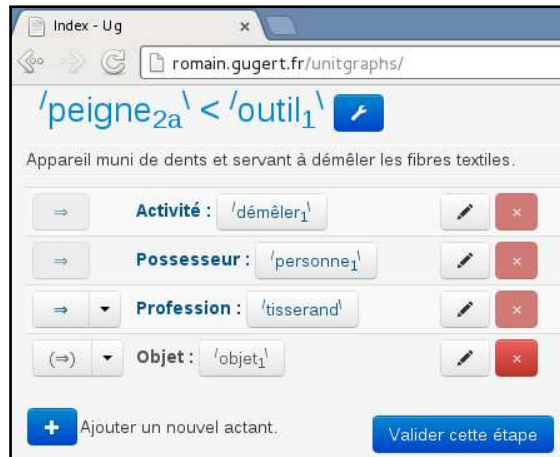 Index - Ug ×
romain.gugert.fr/unitgraphs/
/peigne2a\ < /outil1\
Appareil muni de dents et servant à démêler les fibres textiles.
⇒ Activité : /démêler1\ ×
⇒ Possesseur : /personne1\ ×
⇒ Profession : /tisserand\ ×
(⇒) Objet : /objet1\ ×
+ Ajouter un nouvel actant.
Valider cette étape